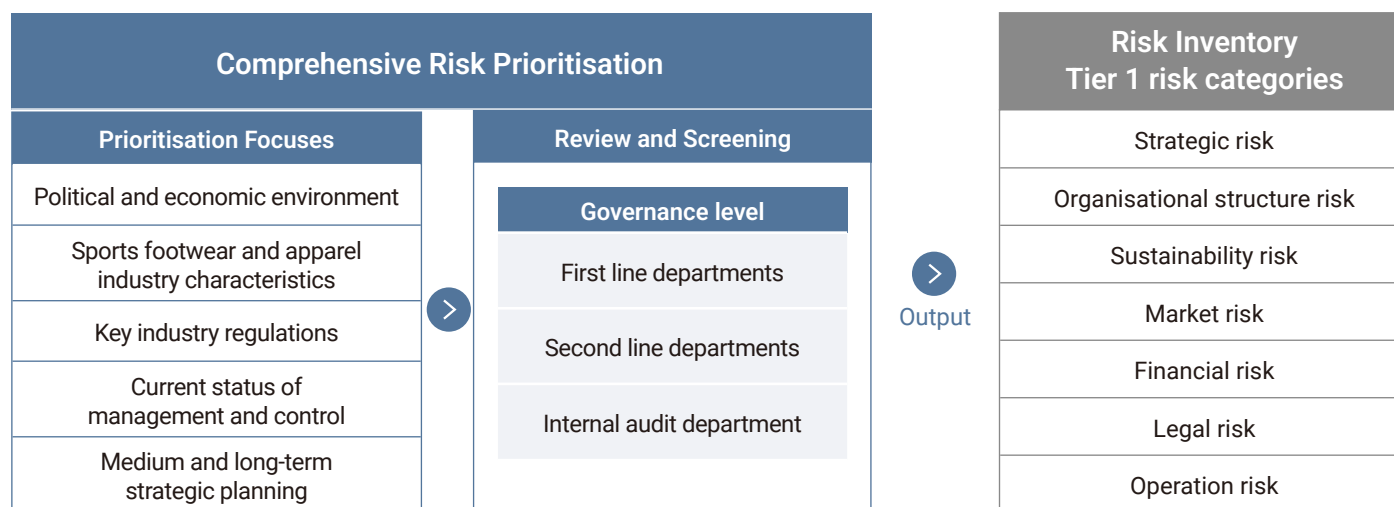 Comprehensive Risk Prioritisation
Prioritisation Focuses
Political and economic environment
Sports footwear and apparel
industry characteristics
Key industry regulations
Current status of
management and control
Medium and long-term
strategic planning
Review and Screening
Governance level
First line departments
Second line departments
Internal audit department
Output
Risk Inventory
Tier 1 risk categories
Strategic risk
Organisational structure risk
Sustainability risk
Market risk
Financial risk
Legal risk
Operation risk